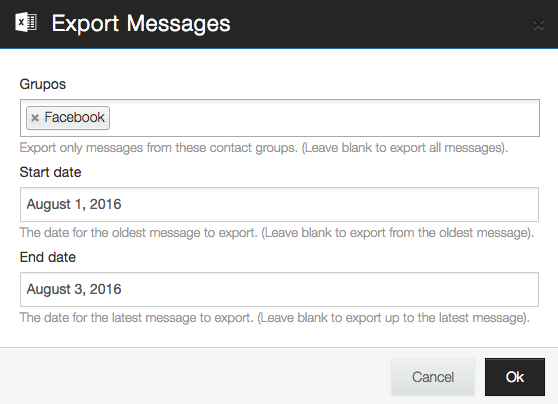 Export Messages
Grupos
Facebook
Export only messages from these contact groups. (Leave blank to export all messages).
Start date
August 1, 2016
The date for the oldest message to export. (Leave blank to export from the oldest message).
End date
August 3, 2016
The date for the latest message to export. (Leave blank to export up to the latest message).
Cancel Ok